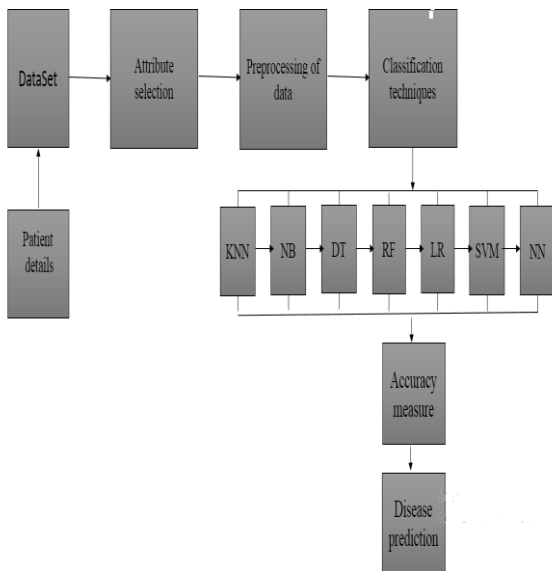 DataSet
Attribute
selection
Preprocessing of
data
Classification
techniques
Patient
details
KNN
NB
DT
RF
LR
SVM
NN
Accuracy
measure
Disease
prediction